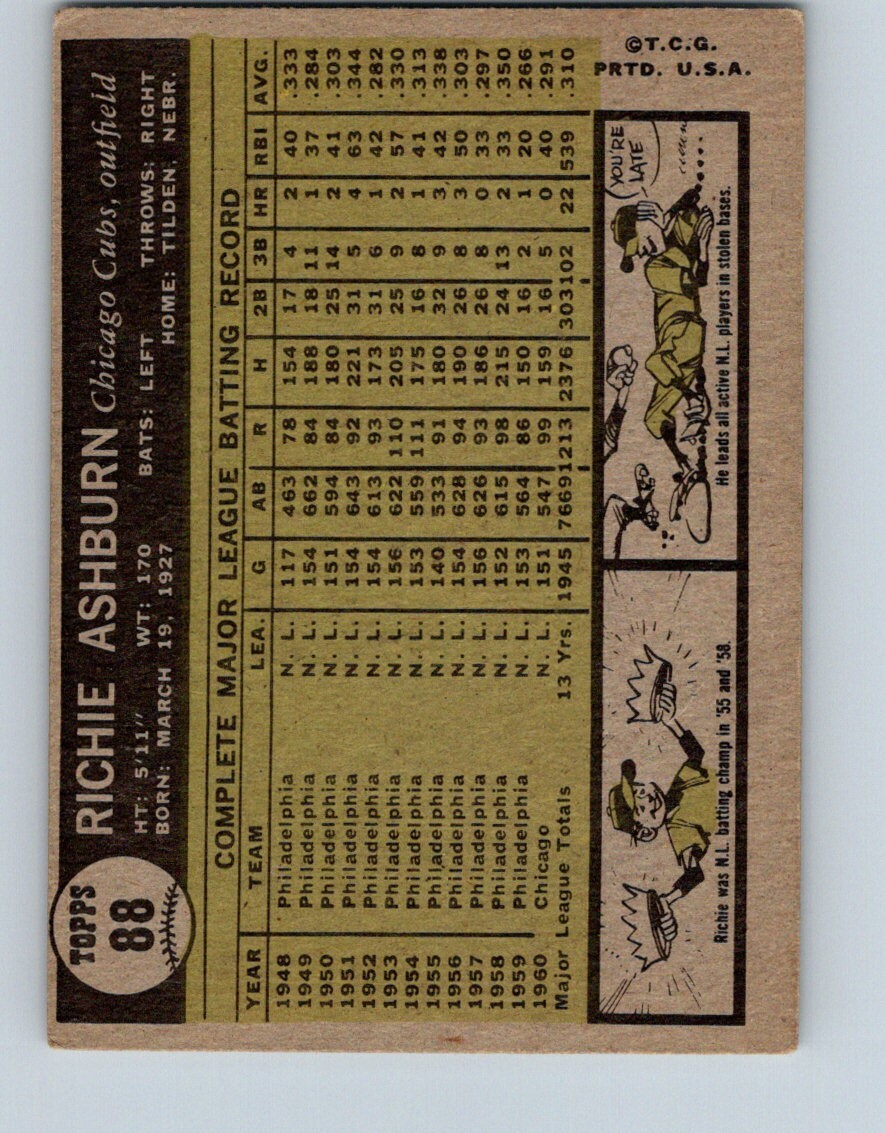 TOPPS
88
RICHIE ASHBURN Chicago Cubs, outfield
HT: 5'11" WT: 170 BATS: LEFT THROWS: RIGHT
BORN: MARCH 19, 1927 HOME: TILDEN, NEBR.
COMPLETE MAJOR LEAGUE BATTING RECORD
YEAR TEAM LEA. G AB R H 2B 3B HR RBI AVG.
1948 Philadelphia N. L. 117 463 78 154 17 4 2 40 .333
1949 Philadelphia N. L. 154 662 84 188 18 11 1 37 .284
1950 Philadelphia N. L. 151 594 84 180 25 14 2 41 .303
1951 Philadelphia N. L. 154 643 92 221 31 5 4 63 .344
1952 Philadelphia N. L. 154 613 93 173 31 6 1 42 .282
1953 Philadelphia N. L. 156 622 110 205 25 9 2 57 .330
1954 Philadelphia N. L. 153 559 111 175 16 8 1 41 .313
1955 Philadelphia N. L. 140 533 91 180 32 9 3 42 .338
1956 Philadelphia N. L. 154 628 94 190 26 8 3 50 .303
1957 Philadelphia N. L. 156 626 93 186 26 8 0 33 .297
1958 Philadelphia N. L. 152 615 98 215 24 13 2 33 .350
1959 Philadelphia N. L. 153 564 86 150 16 2 1 20 .266
1960 Chicago N. L. 151 547 99 159 16 5 0 40 .291
Major League Totals 13 Yrs. 1945 7669 1213 2376 303 102 22 539 .310
Richie was N.L. batting champ in '55 and '58.
YOU'RE
LATE
He leads all active N.L. players in stolen bases.
©T.C.G.
PRTD. U.S.A.